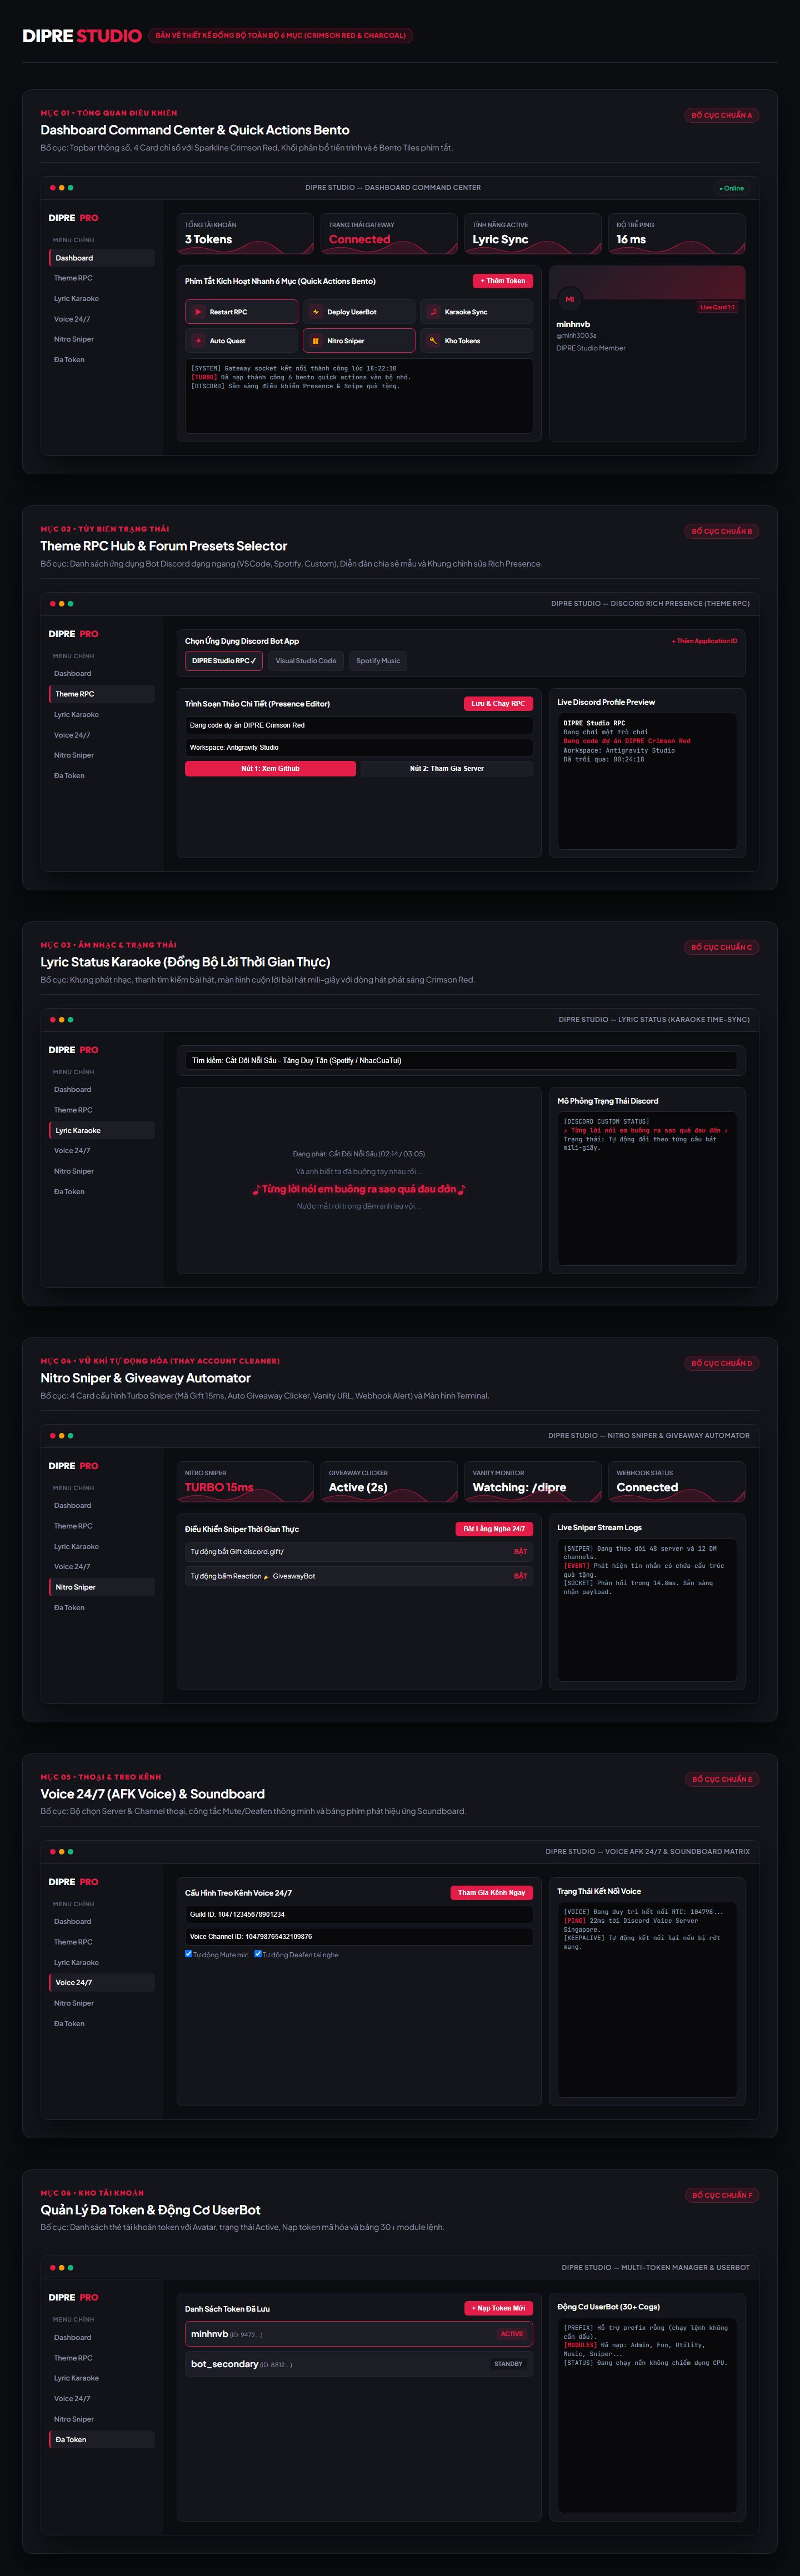 DIPRE STUDIO
BẢN VẼ THIẾT KẾ ĐỒNG BỘ TOÀN BỘ 6 MỤC (CRIMSON RED & CHARCOAL)
MỤC 01 • TỔNG QUAN ĐIỀU KHIỂN
BỐ CỤC CHUẨN A
Dashboard Command Center & Quick Actions Bento
Bố cục: Topbar thông số, 4 Card chỉ số với Sparkline Crimson Red, Khối phân bổ tiến trình và 6 Bento Tiles phím tắt.
DIPRE STUDIO — DASHBOARD COMMAND CENTER
● Online
DIPRE PRO
MENU CHÍNH
Dashboard
Theme RPC
Lyric Karaoke
Voice 24/7
Nitro Sniper
Đa Token
TỔNG TÀI KHOẢN
3 Tokens
TRẠNG THÁI GATEWAY
Connected
TÍNH NĂNG ACTIVE
Lyric Sync
ĐỘ TRỄ PING
16 ms
Phím Tắt Kích Hoạt Nhanh 6 Mục (Quick Actions Bento)
+ Thêm Token
Restart RPC
Deploy UserBot
Karaoke Sync
Auto Quest
Nitro Sniper
Kho Tokens
[SYSTEM] Gateway socket kết nối thành công lúc 18:22:10
[TURBO] Đã nạp thành công 6 bento quick actions vào bộ nhớ.
[DISCORD] Sẵn sàng điều khiển Presence & Snipe quà tặng.
MI
Live Card 1:1
minhnvb
@minh3003a
DIPRE Studio Member
MỤC 02 • TÙY BIẾN TRẠNG THÁI
BỐ CỤC CHUẨN B
Theme RPC Hub & Forum Presets Selector
Bố cục: Danh sách ứng dụng Bot Discord dạng ngang (VSCode, Spotify, Custom), Diễn đàn chia sẻ mẫu và Khung chỉnh sửa Rich Presence.
DIPRE STUDIO — DISCORD RICH PRESENCE (THEME RPC)
DIPRE PRO
MENU CHÍNH
Dashboard
Theme RPC
Lyric Karaoke
Voice 24/7
Nitro Sniper
Đa Token
Chọn Ứng Dụng Discord Bot App
+ Thêm Application ID
DIPRE Studio RPC ✓
Visual Studio Code
Spotify Music
Trình Soạn Thảo Chi Tiết (Presence Editor)
Lưu & Chạy RPC
Đang code dự án DIPRE Crimson Red
Workspace: Antigravity Studio
Nút 1: Xem Github
Nút 2: Tham Gia Server
Live Discord Profile Preview
DIPRE Studio RPC
Đang chơi một trò chơi
Đang code dự án DIPRE Crimson Red
Workspace: Antigravity Studio
Đã trôi qua: 00:24:18
MỤC 03 • ÂM NHẠC & TRẠNG THÁI
BỐ CỤC CHUẨN C
Lyric Status Karaoke (Đồng Bộ Lời Thời Gian Thực)
Bố cục: Khung phát nhạc, thanh tìm kiếm bài hát, màn hình cuộn lời bài hát mili-giây với dòng hát phát sáng Crimson Red.
DIPRE STUDIO — LYRIC STATUS (KARAOKE TIME-SYNC)
DIPRE PRO
MENU CHÍNH
Dashboard
Theme RPC
Lyric Karaoke
Voice 24/7
Nitro Sniper
Đa Token
Tìm kiếm: Cắt Đôi Nỗi Sầu - Tăng Duy Tân (Spotify / NhacCuaTui)
Đang phát: Cắt Đôi Nỗi Sầu (02:14 / 03:05)
Và anh biết ta đã buông tay nhau rồi...
♪ Từng lời nói em buông ra sao quá đau đớn ♪
Nước mắt rơi trong đêm anh lau vội...
Mô Phỏng Trạng Thái Discord
[DISCORD CUSTOM STATUS]
♪ Từng lời nói em buông ra sao quá đau đớn ♪
Trạng thái: Tự động đổi theo từng câu hát
mili-giây.
MỤC 04 • VŨ KHÍ TỰ ĐỘNG HÓA (THAY ACCOUNT CLEANER)
BỐ CỤC CHUẨN D
Nitro Sniper & Giveaway Automator
Bố cục: 4 Card cấu hình Turbo Sniper (Mã Gift 15ms, Auto Giveaway Clicker, Vanity URL, Webhook Alert) và Màn hình Terminal.
DIPRE STUDIO — NITRO SNIPER & GIVEAWAY AUTOMATOR
DIPRE PRO
MENU CHÍNH
Dashboard
Theme RPC
Lyric Karaoke
Voice 24/7
Nitro Sniper
Đa Token
NITRO SNIPER
TURBO 15ms
GIVEAWAY CLICKER
Active (2s)
VANITY MONITOR
Watching: /dipre
WEBHOOK STATUS
Connected
Điều Khiển Sniper Thời Gian Thực
Bật Lắng Nghe 24/7
Tự động bắt Gift discord.gift/
BẬT
Tự động bấm Reaction 🎉 GiveawayBot
BẬT
Live Sniper Stream Logs
[SNIPER] Đang theo dõi 48 server và 12 DM
channels.
[EVENT] Phát hiện tin nhắn có chứa cấu trúc
quà tặng.
[SOCKET] Phản hồi trong 14.8ms. Sẵn sàng
nhận payload.
MỤC 05 • THOẠI & TREO KÊNH
BỐ CỤC CHUẨN E
Voice 24/7 (AFK Voice) & Soundboard
Bố cục: Bộ chọn Server & Channel thoại, công tắc Mute/Deafen thông minh và bảng phím phát hiệu ứng Soundboard.
DIPRE STUDIO — VOICE AFK 24/7 & SOUNDBOARD MATRIX
DIPRE PRO
MENU CHÍNH
Dashboard
Theme RPC
Lyric Karaoke
Voice 24/7
Nitro Sniper
Đa Token
Cấu Hình Treo Kênh Voice 24/7
Tham Gia Kênh Ngay
Guild ID: 104712345678901234
Voice Channel ID: 104798765432109876
Tự động Mute mic
Tự động Deafen tai nghe
Trạng Thái Kết Nối Voice
[VOICE] Đang duy trì kết nối RTC: 104798...
[PING] 22ms tới Discord Voice Server
Singapore.
[KEEPALIVE] Tự động kết nối lại nếu bị rớt
mạng.
MỤC 06 • KHO TÀI KHOẢN
BỐ CỤC CHUẨN F
Quản Lý Đa Token & Động Cơ UserBot
Bố cục: Danh sách thẻ tài khoản token với Avatar, trạng thái Active, Nạp token mã hóa và bảng 30+ module lệnh.
DIPRE STUDIO — MULTI-TOKEN MANAGER & USERBOT
DIPRE PRO
MENU CHÍNH
Dashboard
Theme RPC
Lyric Karaoke
Voice 24/7
Nitro Sniper
Đa Token
Danh Sách Token Đã Lưu
+ Nạp Token Mới
minhnvb (ID: 9472...)
ACTIVE
bot_secondary (ID: 8812...)
STANDBY
Động Cơ UserBot (30+ Cogs)
[PREFIX] Hỗ trợ prefix rỗng (chạy lệnh không
cần dấu).
[MODULES] Đã nạp: Admin, Fun, Utility,
Music, Sniper...
[STATUS] Đang chạy nền không chiếm dụng CPU.